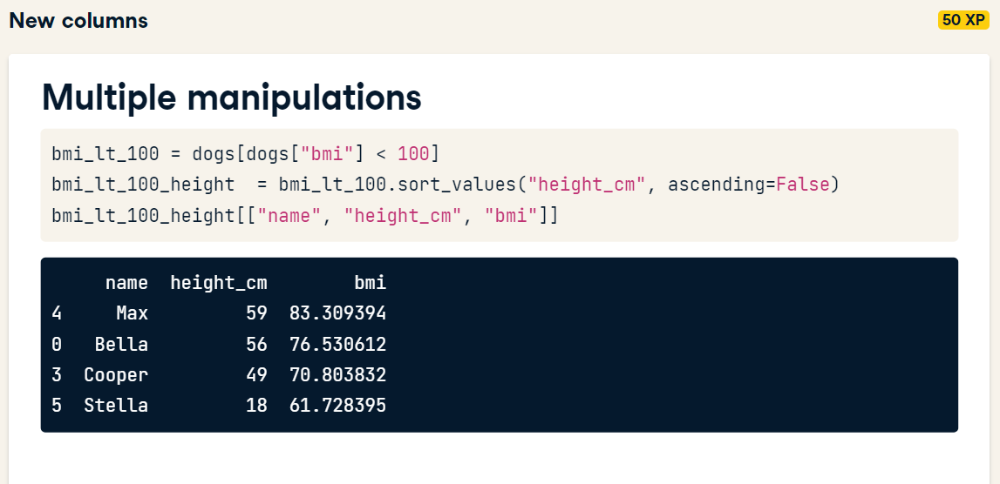 New columns
50 XP
Multiple manipulations
bmi_lt_100 = dogs[dogs["bmi"] < 100]
bmi_lt_100_height  = bmi_lt_100.sort_values("height_cm", ascending=False)
bmi_lt_100_height[["name", "height_cm", "bmi"]]
     name  height_cm        bmi
4     Max         59  83.309394
0   Bella         56  76.530612
3  Cooper         49  70.803832
5  Stella         18  61.728395